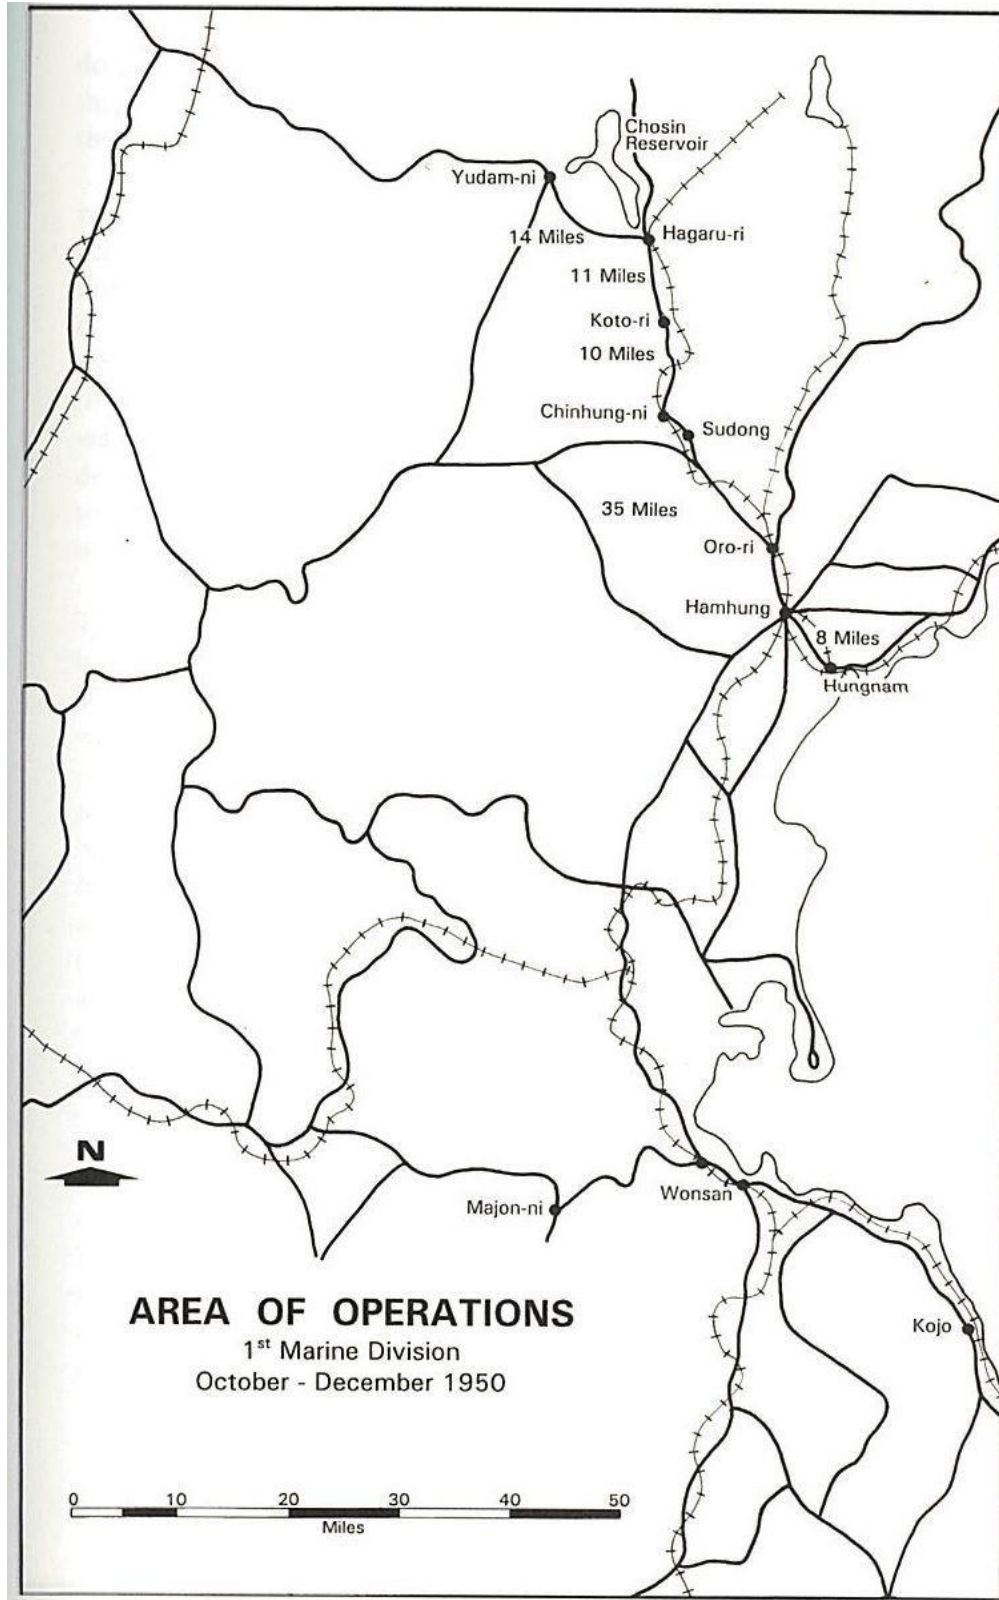 Chosin
Reservoir
Yudam-ni
14 Miles
Hagaru-ri
11 Miles
Koto-ri
10 Miles
Chinhung-ni
Sudong
35 Miles
Oro-ri
Hamhung
8 Miles
Hungnam
N
Majon-ni
Wonsan
AREA OF OPERATIONS
1st Marine Division
October - December 1950
Kojo
0 10 20 30 40 50
Miles